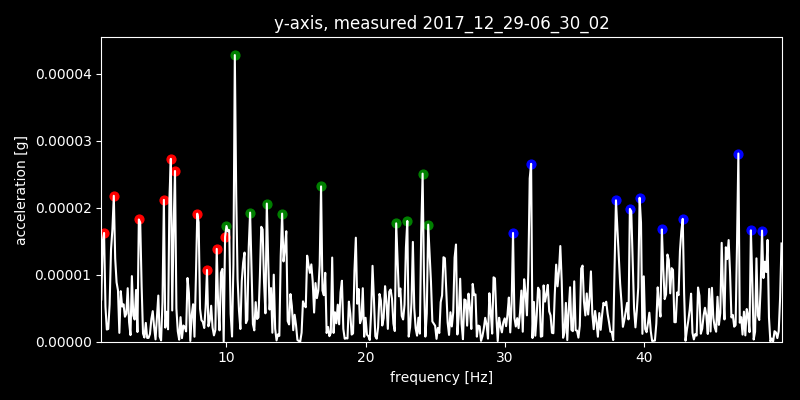 y-axis, measured 2017_12_29-06_30_02
acceleration [g]
0.00004
0.00003
0.00002
0.00001
0.00000
10 20 30 40
frequency [Hz]